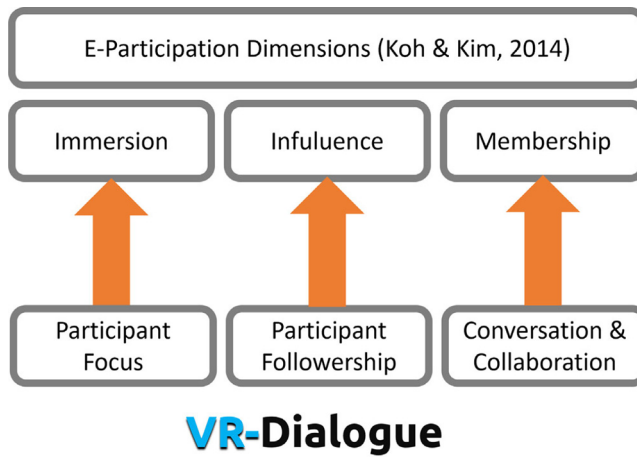 E-Participation Dimensions (Koh & Kim, 2014)
Immersion
Infuluence
Membership
Participant
Focus
Participant
Followership
Conversation &
Collaboration
VR-Dialogue